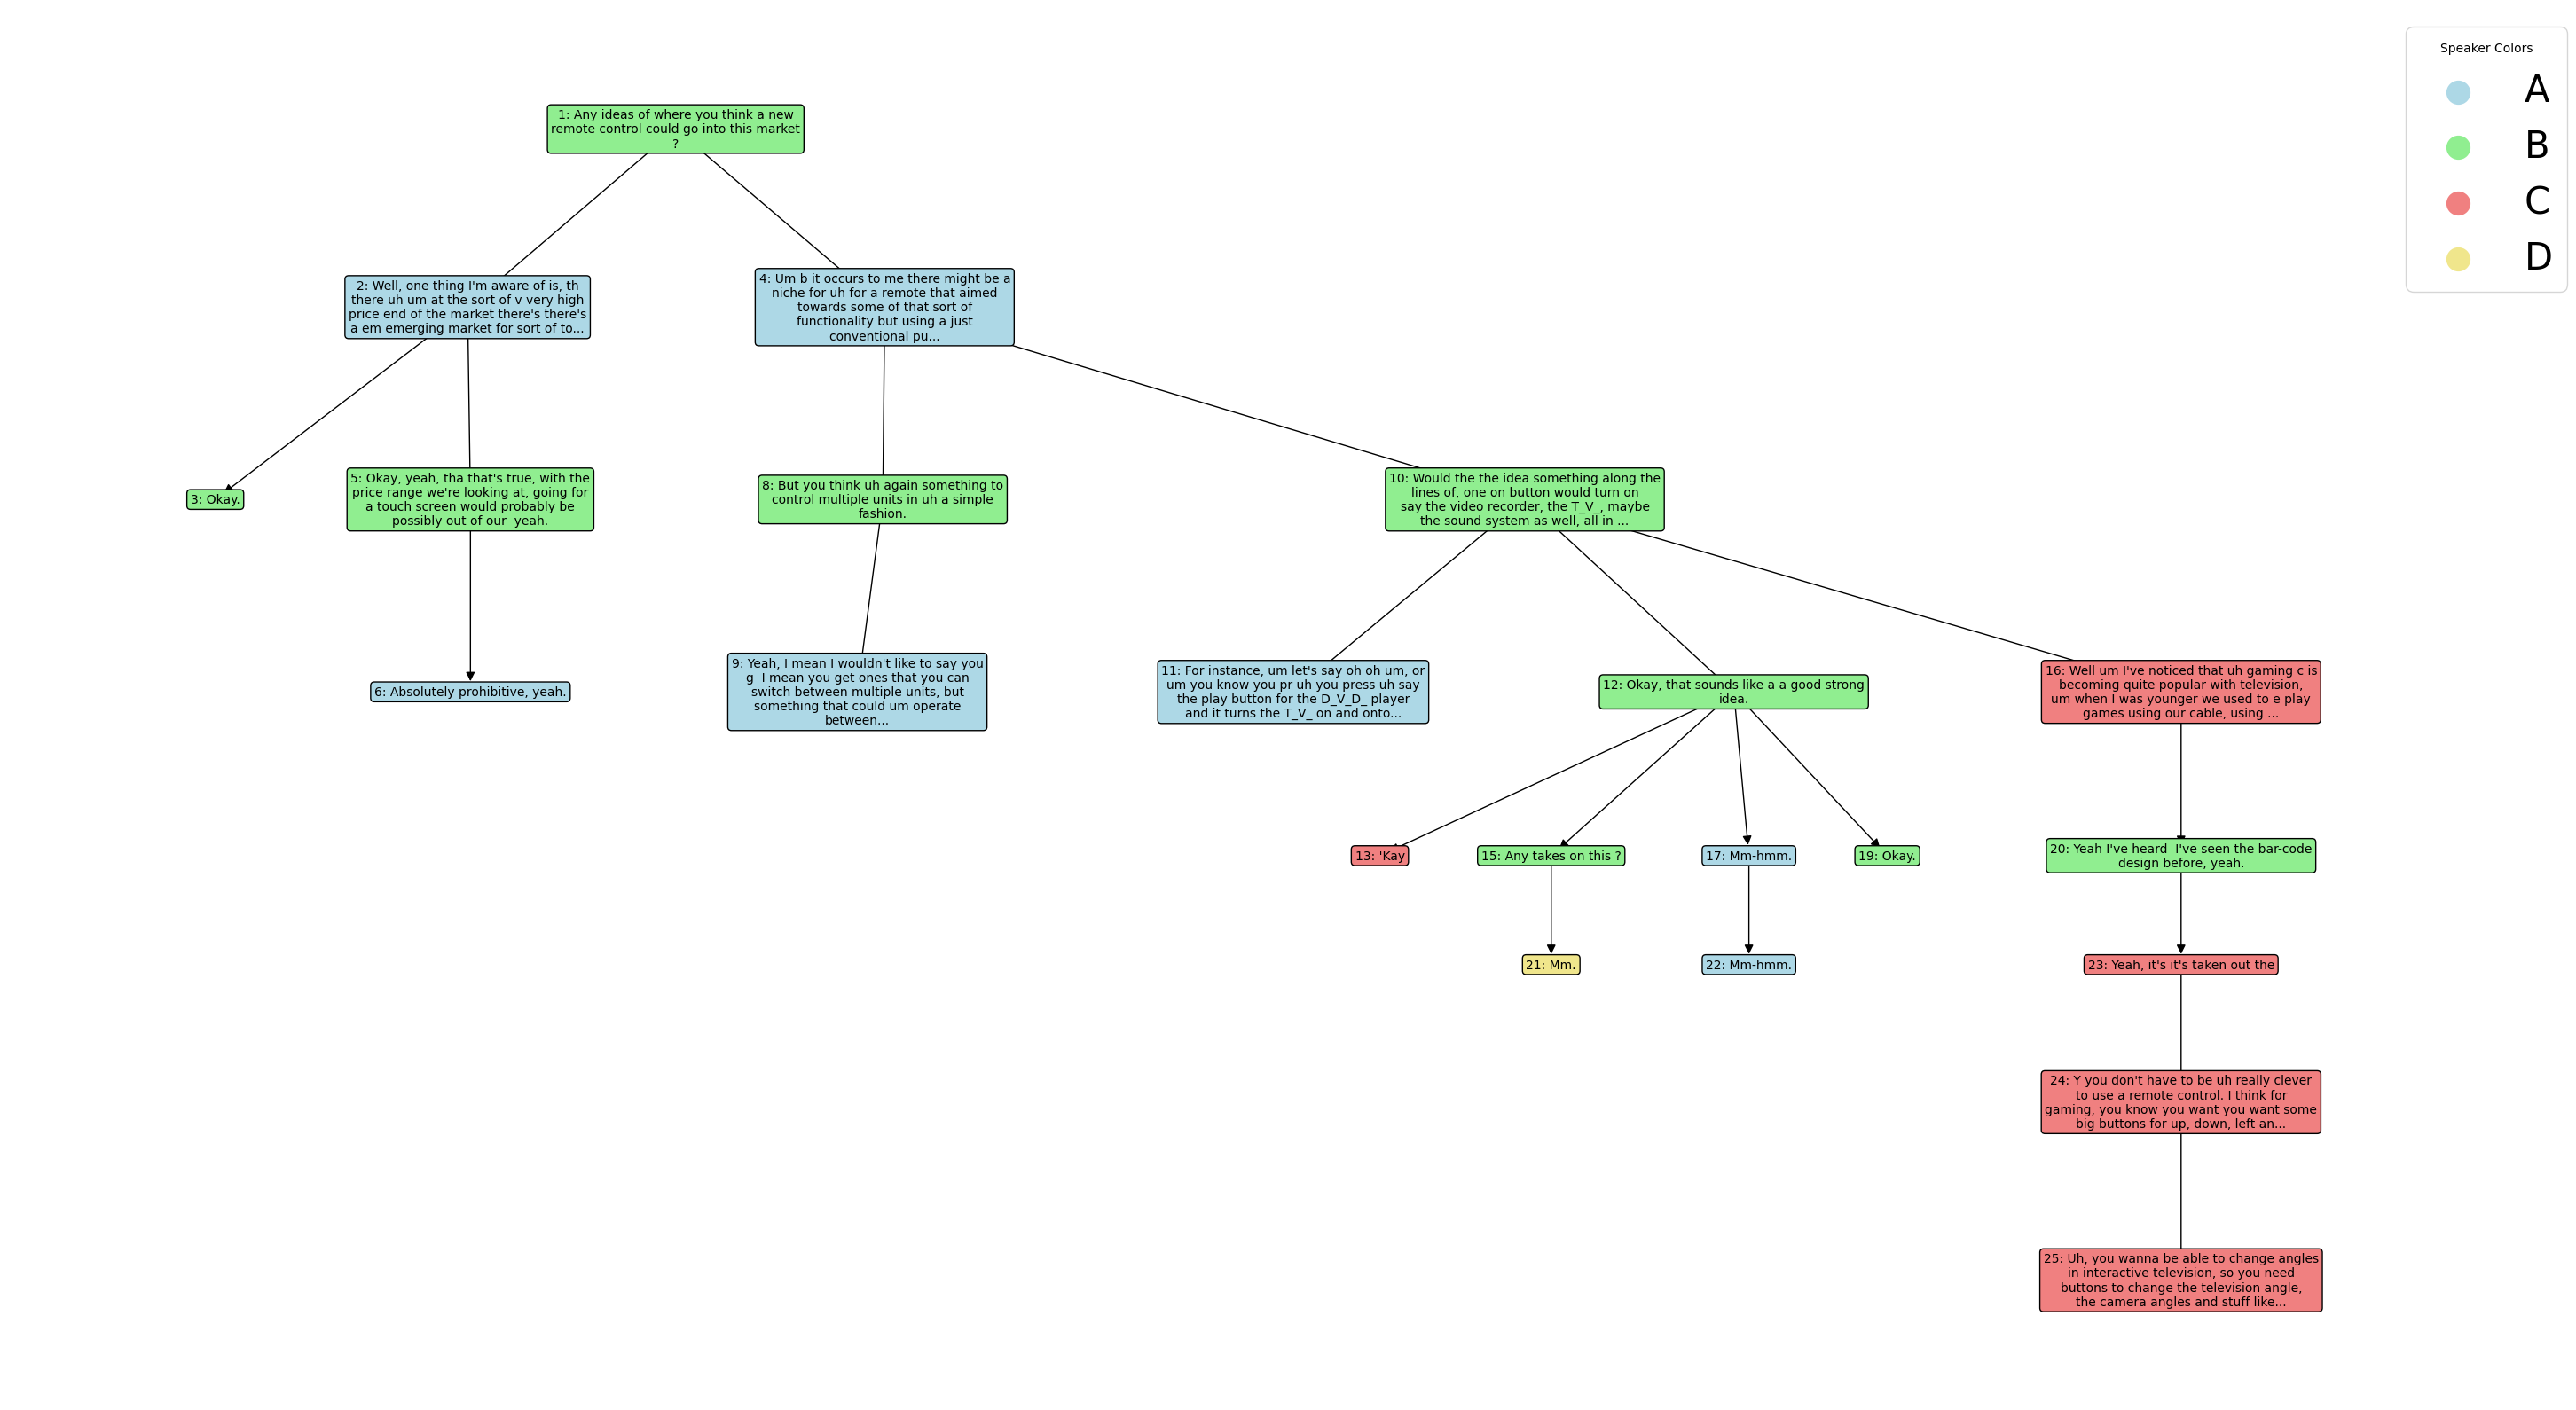 Speaker Colors
A
B
C
D
1: Any ideas of where you think a new
remote control could go into this market
?
2: Well, one thing I'm aware of is, th
there uh um at the sort of v very high
price end of the market there's there's
a em emerging market for sort of to...
4: Um b it occurs to me there might be a
niche for uh for a remote that aimed
towards some of that sort of
functionality but using a just
conventional pu...
3: Okay.
5: Okay, yeah, tha that's true, with the
price range we're looking at, going for
a touch screen would probably be
possibly out of our  yeah.
8: But you think uh again something to
control multiple units in uh a simple
fashion.
10: Would the the idea something along the
lines of, one on button would turn on
say the video recorder, the T_V_, maybe
the sound system as well, all in ...
6: Absolutely prohibitive, yeah.
9: Yeah, I mean I wouldn't like to say you
g  I mean you get ones that you can
switch between multiple units, but
something that could um operate
between...
11: For instance, um let's say oh oh um, or
um you know you pr uh you press uh say
the play button for the D_V_D_ player
and it turns the T_V_ on and onto...
12: Okay, that sounds like a a good strong
idea.
16: Well um I've noticed that uh gaming c is
becoming quite popular with television,
um when I was younger we used to e play
games using our cable, using ...
13: 'Kay
15: Any takes on this ?
17: Mm-hmm.
19: Okay.
20: Yeah I've heard  I've seen the bar-code
design before, yeah.
21: Mm.
22: Mm-hmm.
23: Yeah, it's it's taken out the
24: Y you don't have to be uh really clever
to use a remote control. I think for
gaming, you know you want you want some
big buttons for up, down, left an...
25: Uh, you wanna be able to change angles
in interactive television, so you need
buttons to change the television angle,
the camera angles and stuff like...